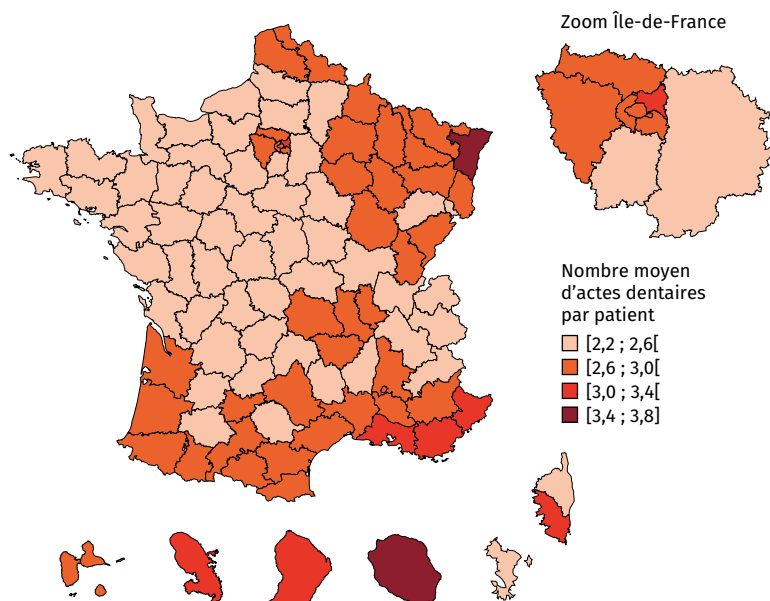 Zoom Île-de-France
Nombre moyen
d'actes dentaires
par patient
[2,2 ; 2,6[
[2,6 ; 3,0[
[3,0 ; 3,4[
[3,4 ; 3,8]